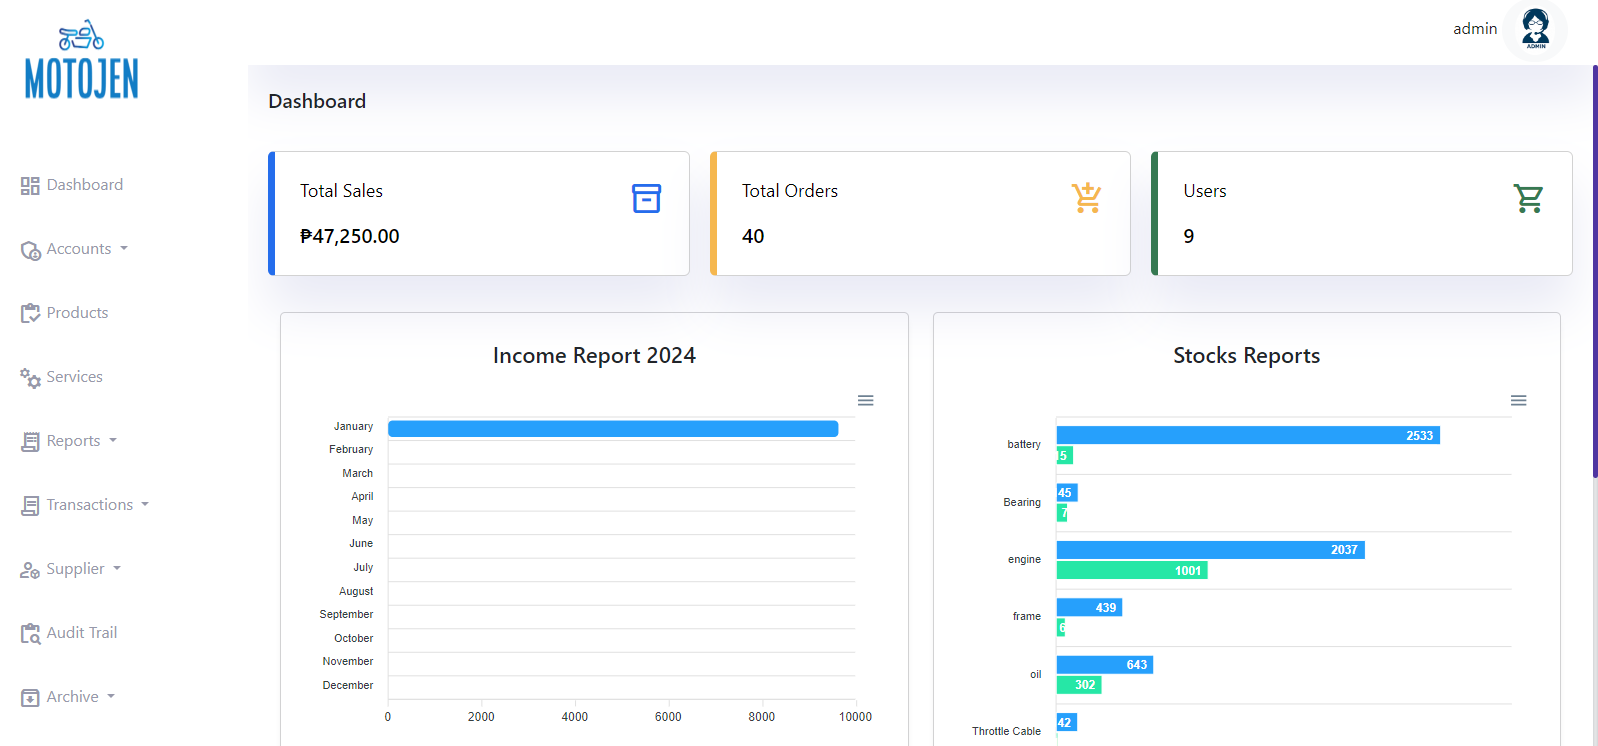 MOTOJEN
admin
ADMIN
Dashboard
Accounts
Products
Services
Reports
Transactions
Supplier
Audit Trail
Archive
Dashboard
Total Sales
₱47,250.00
Total Orders
40
Users
9
Income Report 2024
January
February
March
April
May
June
July
August
September
October
November
December
0 2000 4000 6000 8000 10000
Stocks Reports
battery
2533
Bearing
45
7
engine
2037
1001
frame
439
6
oil
643
302
Throttle Cable
42